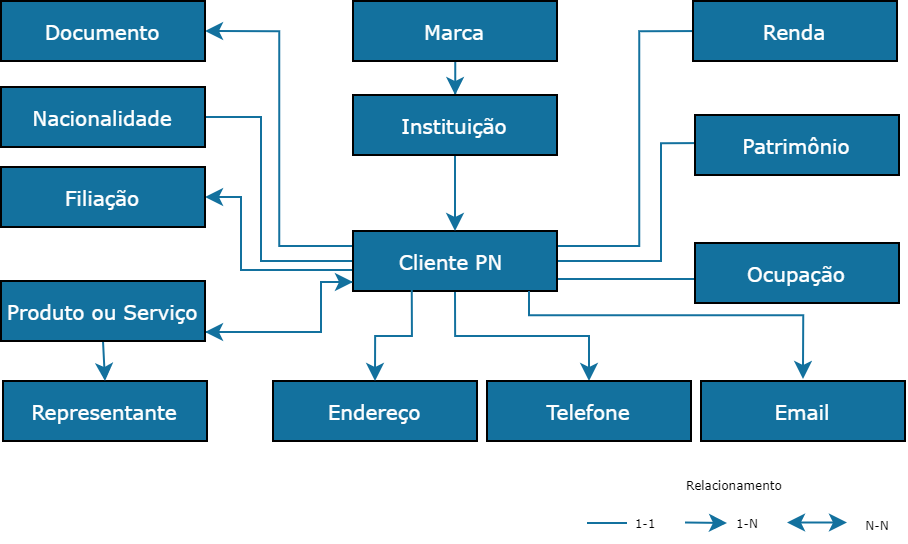 Documento
Marca
Renda
Nacionalidade
Instituição
Patrimônio
Filiação
Cliente PN
Ocupação
Produto ou Serviço
Representante
Endereço
Telefone
Email
Relacionamento
1-1
1-N
N-N